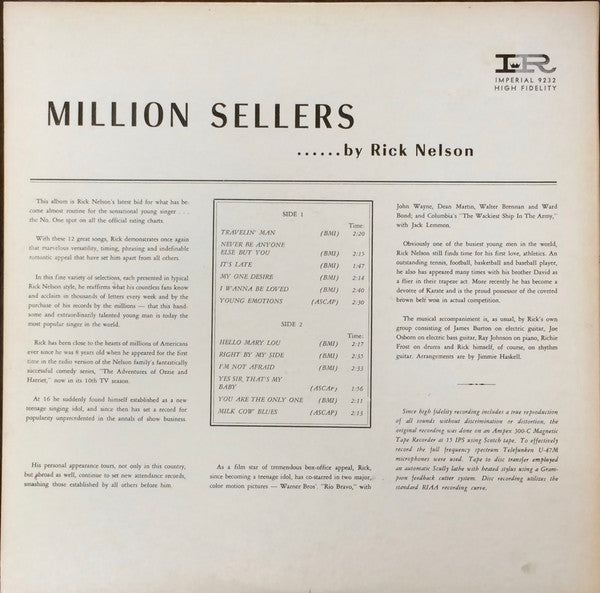 IR
IMPERIAL 9232
HIGH FIDELITY
MILLION SELLERS
......by Rick Nelson
This album is Rick Nelson's latest bid for what has be-
come almost routine for the sensational young singer . . .
the No. One spot on all the official rating charts.
With these 12 great songs, Rick demonstrates once again
that marvelous versatility, timing, phrasing and indefinable
romantic appeal that have set him apart from all others.
In this fine variety of selections, each presented in typical
Rick Nelson style, he reaffirms what his countless fans know
and acclaim in thousands of letters every week and by the
purchase of his records by the millions — that this hand-
some and extraordinarily talented young man is today the
most popular singer in the world.
Rick has been close to the hearts of millions of Americans
ever since he was 8 years old when he appeared for the first
time in the radio version of the Nelson family's fantastically
successful comedy series, "The Adventures of Ozzie and
Harriet," now in its 10th TV season.
At 16 he suddenly found himself established as a new
teenage singing idol, and since then has set a record for
popularity unprecedented in the annals of show business.
His personal appearance tours, not only in this country,
but abroad as well, continue to set new attendance records,
smashing those established by all others before him.
SIDE 1
Time:
TRAVELIN' MAN (BMI) 2:20
NEVER BE ANYONE
ELSE BUT YOU (BMI) 2:15
IT'S LATE (BMI) 1:47
MY ONE DESIRE (BMI) 2:14
I WANNA BE LOVED (BMI) 2:40
YOUNG EMOTIONS (ASCAP) 2:30
SIDE 2
Time:
HELLO MARY LOU (BMI) 2:17
RIGHT BY MY SIDE (BMI) 2:35
I'M NOT AFRAID (BMI) 2:33
YES SIR, THAT'S MY
BABY (ASCAP) 1:56
YOU ARE THE ONLY ONE (BMI) 2:11
MILK COW BLUES (ASCAP) 2:15
As a film star of tremendous box-office appeal, Rick,
since becoming a teenage idol, has co-starred in two major,
color motion pictures — Warner Bros'. "Rio Bravo," with
John Wayne, Dean Martin, Walter Brennan and Ward
Bond; and Columbia's "The Wackiest Ship In The Army,"
with Jack Lemmon.
Obviously one of the busiest young men in the world,
Rick Nelson still finds time for his first love, athletics. An
outstanding tennis, football, basketball and baseball player,
he also has appeared many times with his brother David as
a flier in their trapeze act. More recently he has become a
devotee of Karate and is the proud possessor of the coveted
brown belt won in actual competition.
The musical accompaniment is, as usual, by Rick's own
group consisting of James Burton on electric guitar, Joe
Osborn on electric bass guitar, Ray Johnson on piano, Richie
Frost on drums and Rick himself, of course, on rhythm
guitar. Arrangements are by Jimmie Haskell.
Since high fidelity recording includes a true reproduction
of all sounds without discrimination or distortion, the
original recording was done on an Ampex 300-C Magnetic
Tape Recorder at 15 IPS using Scotch tape. To effectively
record the full frequency spectrum Telefunken U-47M
microphones were used. Tape to disc transfer employed
an automatic Scully lathe with heated stylus using a Gram-
pion feedback cutter system. Disc recording utilizes the
standard RIAA recording curve.